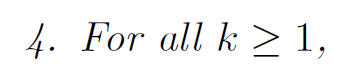 4. For all k ≥ 1,